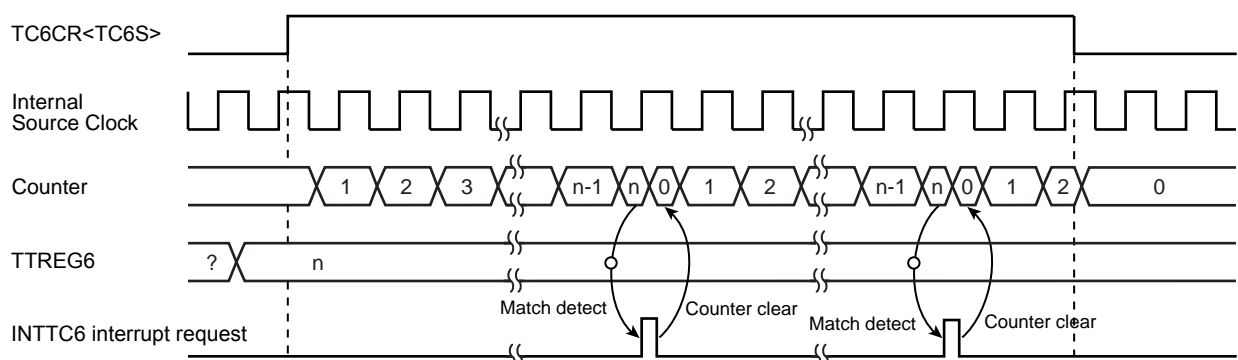 TC6CR<TC6S>
Internal
Source Clock
Counter 1 2 3 n-1 n 0 1 2 n-1 n 0 1 2 0
TTREG6 ? n
Match detect Counter clear Match detect Counter clear
INTTC6 interrupt request